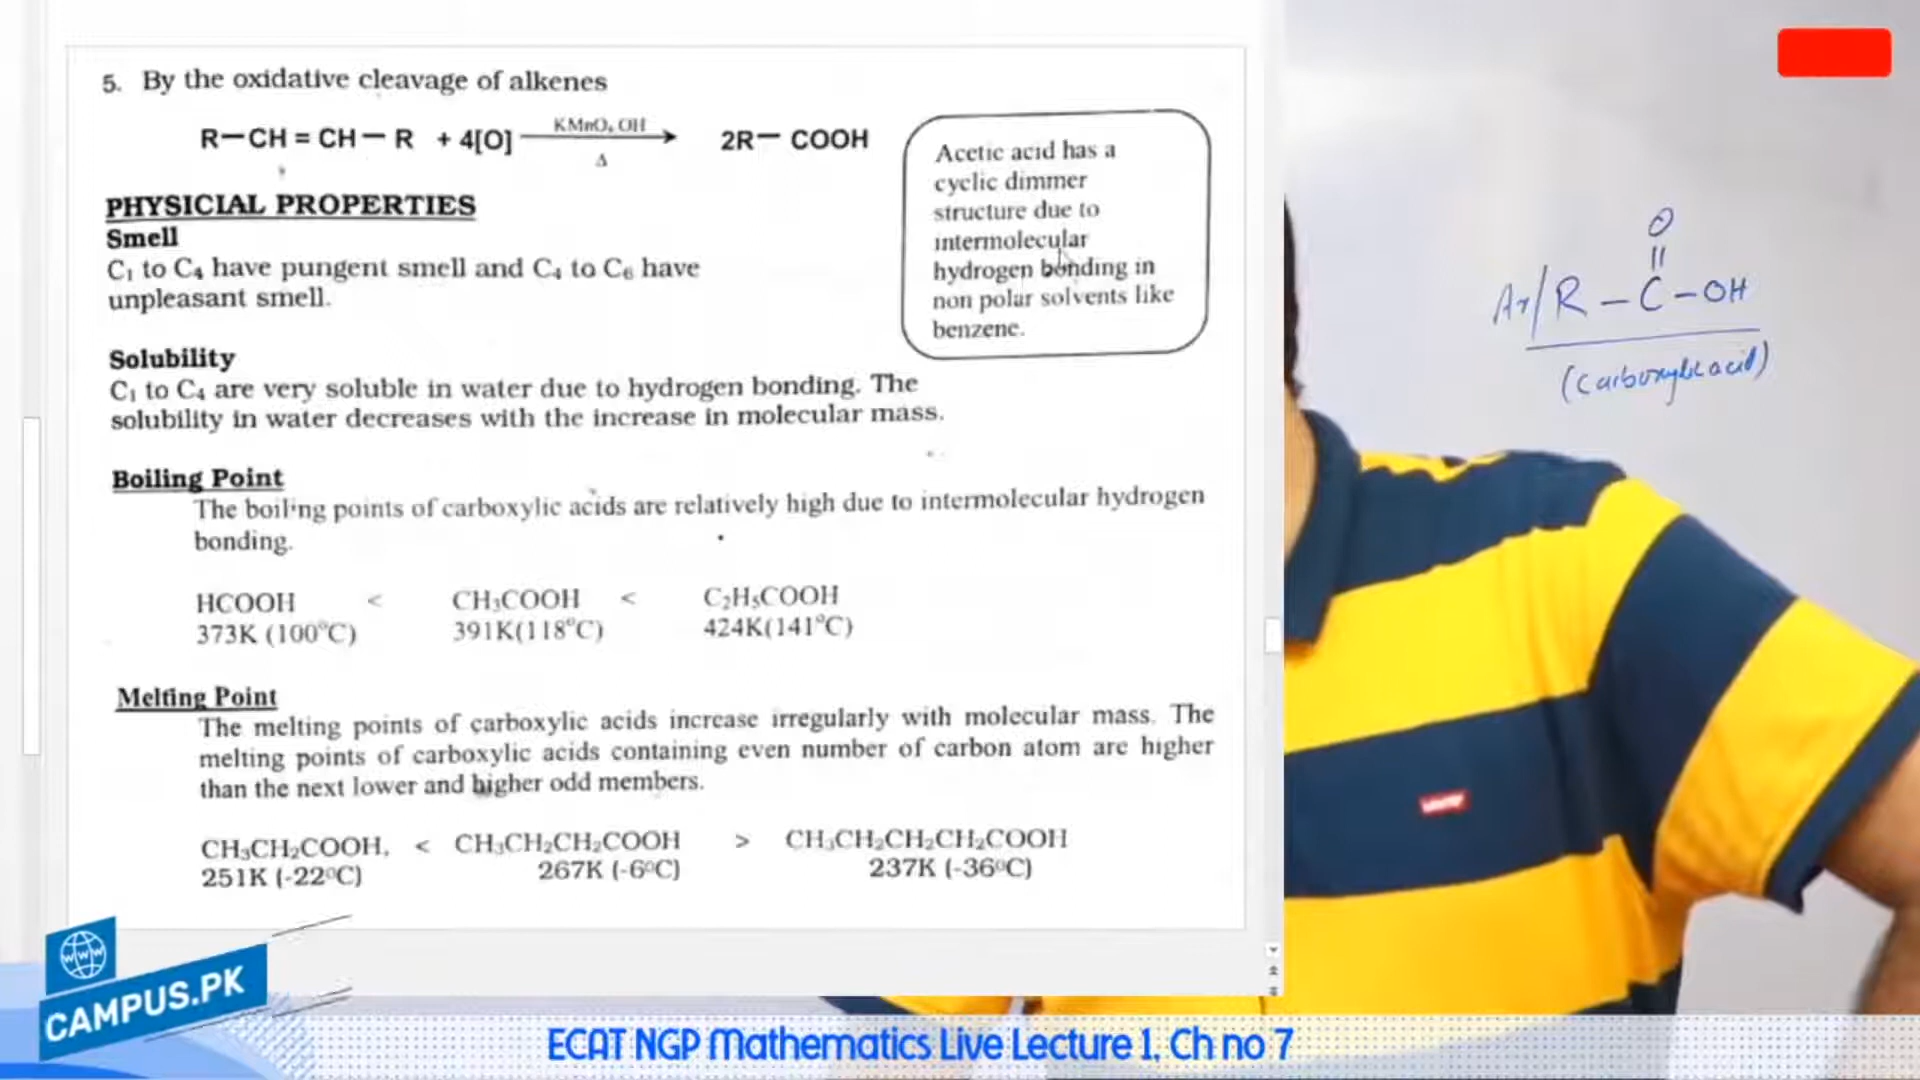 5. By the oxidative cleavage of alkenes
R—CH = CH — R + 4[O] KMnO₄ OH Δ 2R — COOH
Acetic acid has a
cyclic dimmer
structure due to
intermolecular
hydrogen bonding in
non polar solvents like
benzene.
PHYSICIAL PROPERTIES
Smell
C₁ to C₄ have pungent smell and C₄ to C₆ have
unpleasant smell.
Solubility
C₁ to C₄ are very soluble in water due to hydrogen bonding. The
solubility in water decreases with the increase in molecular mass.
Boiling Point
The boiling points of carboxylic acids are relatively high due to intermolecular hydrogen
bonding.
HCOOH < CH₃COOH < C₂H₅COOH
373K (100°C) 391K(118°C) 424K(141°C)
Melting Point
The melting points of carboxylic acids increase irregularly with molecular mass. The
melting points of carboxylic acids containing even number of carbon atom are higher
than the next lower and higher odd members.
CH₃CH₂COOH, < CH₃CH₂CH₂COOH > CH₃CH₂CH₂CH₂COOH
251K (-22°C) 267K (-6°C) 237K (-36°C)
O
||
Ar/R — C — OH
(Carboxylic acid)
www
CAMPUS.PK
ECAT NGP Mathematics Live Lecture 1, Ch no 7